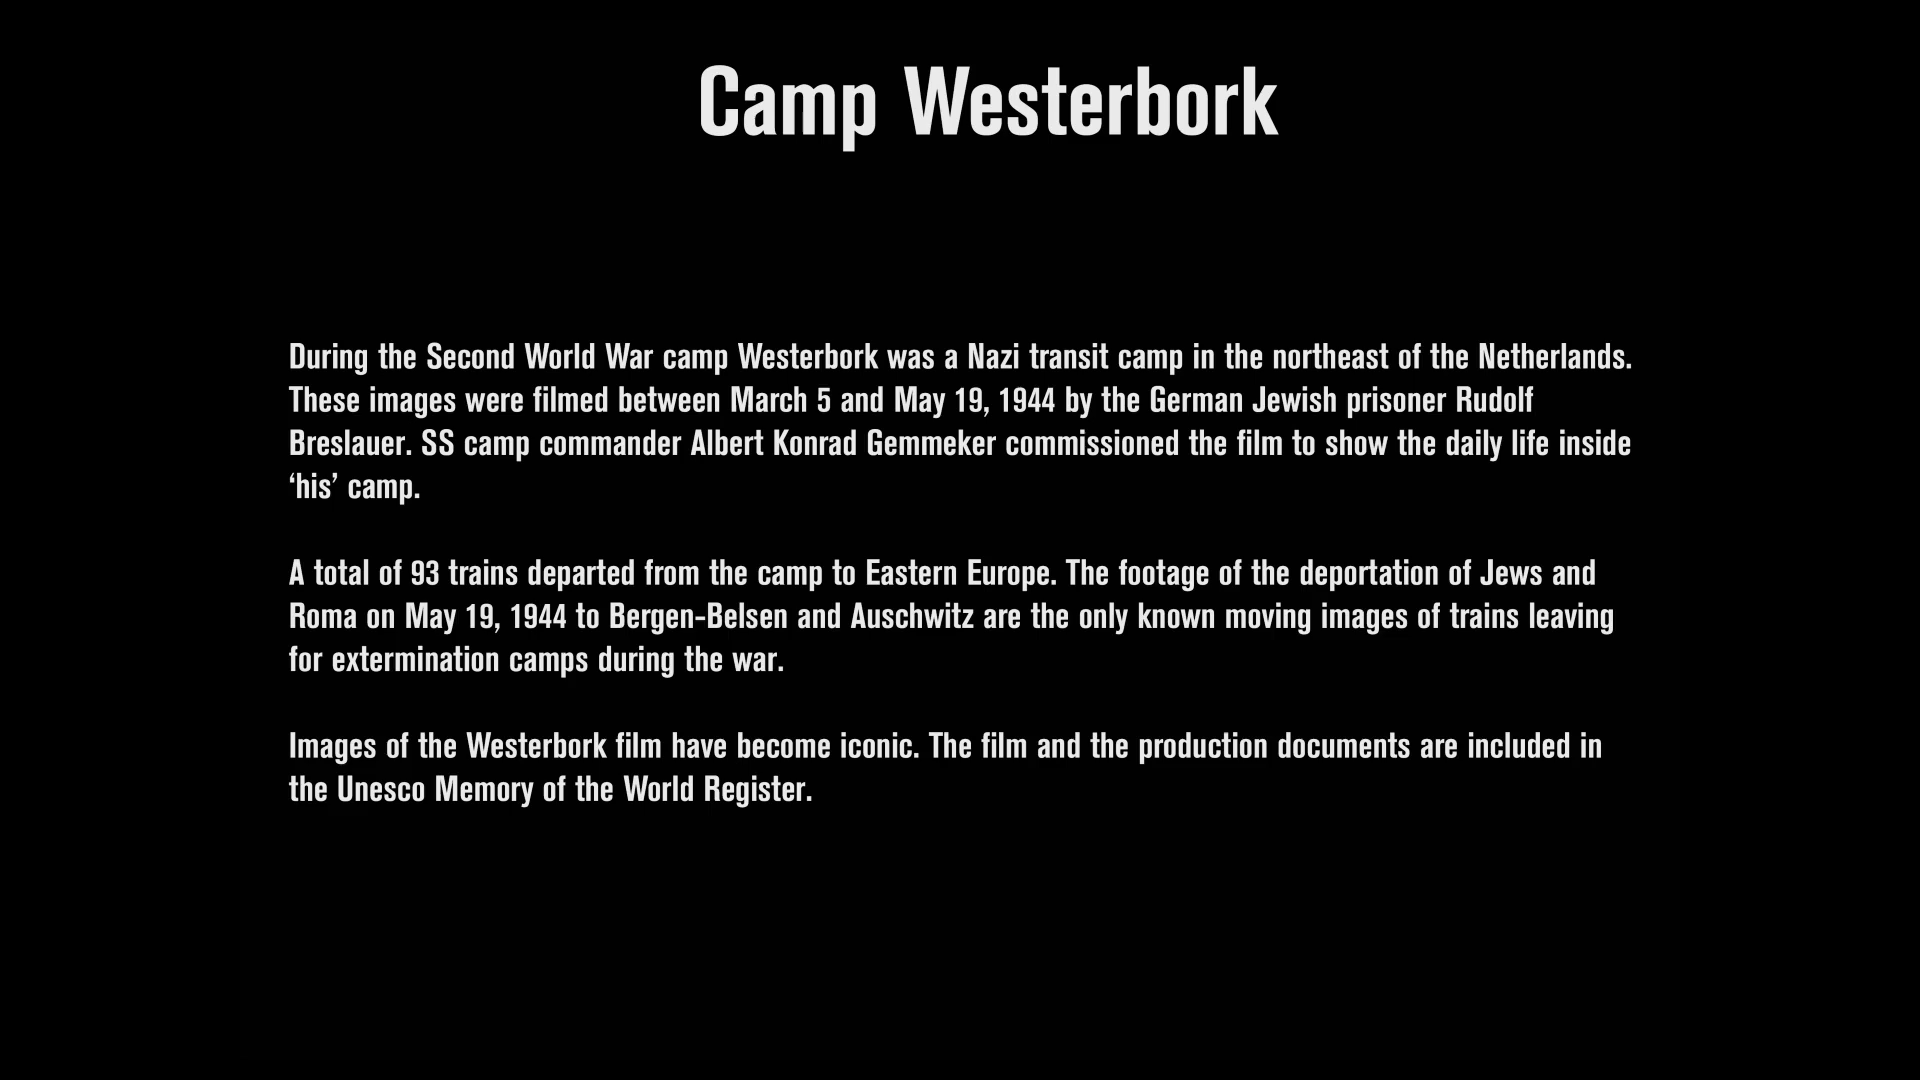 Camp Westerbork
During the Second World War camp Westerbork was a Nazi transit camp in the northeast of the Netherlands.
These images were filmed between March 5 and May 19, 1944 by the German Jewish prisoner Rudolf
Breslauer. SS camp commander Albert Konrad Gemmeker commissioned the film to show the daily life inside
‘his’ camp.
A total of 93 trains departed from the camp to Eastern Europe. The footage of the deportation of Jews and
Roma on May 19, 1944 to Bergen-Belsen and Auschwitz are the only known moving images of trains leaving
for extermination camps during the war.
Images of the Westerbork film have become iconic. The film and the production documents are included in
the Unesco Memory of the World Register.